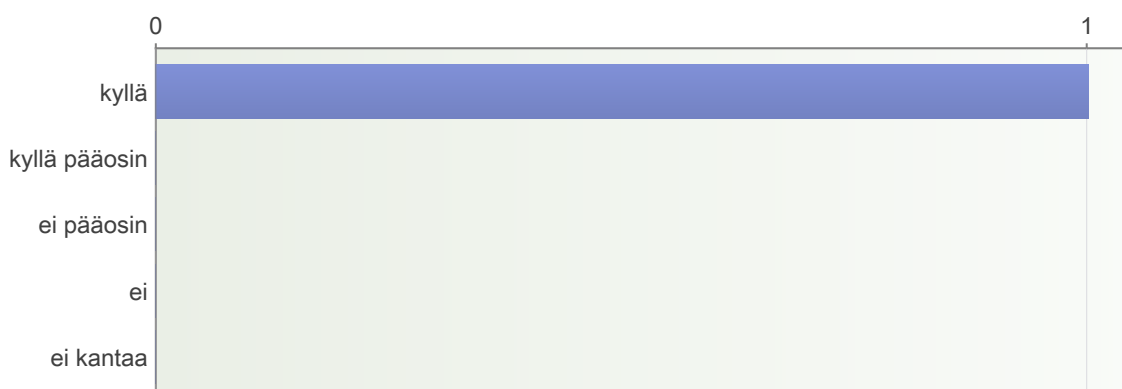 0 1
kyllä
kyllä pääosin
ei pääosin
ei
ei kantaa